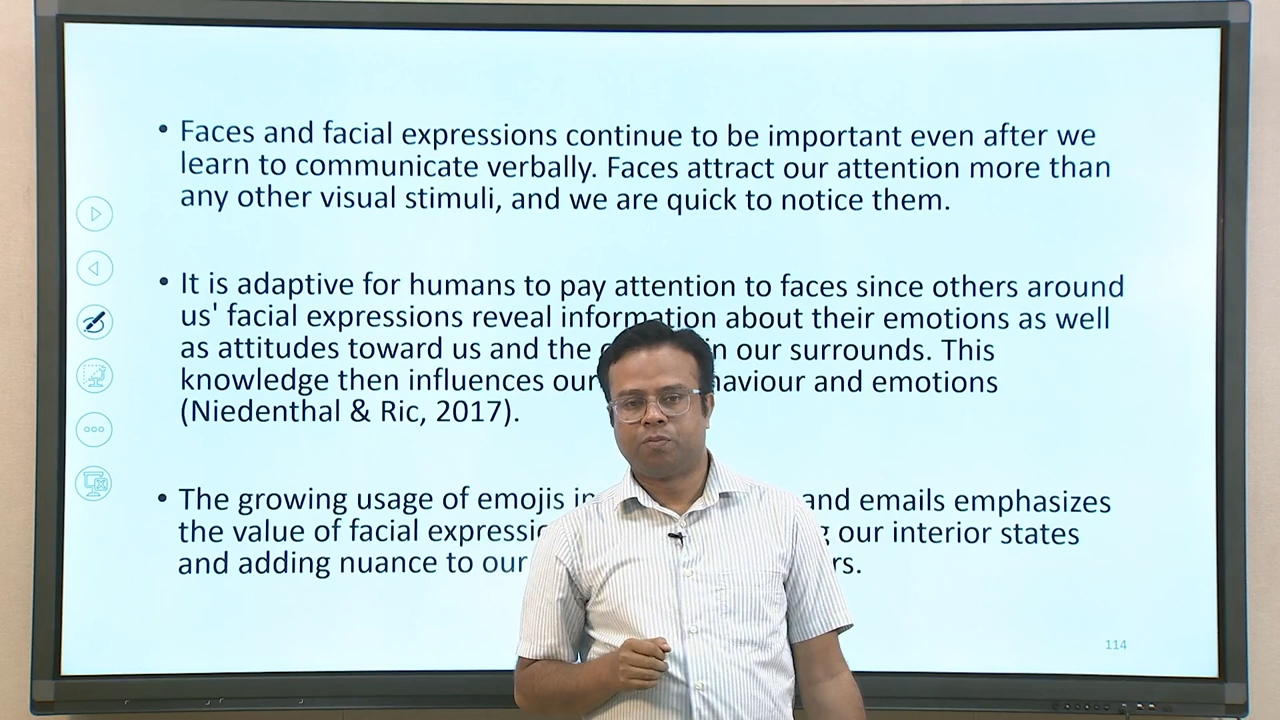 • Faces and facial expressions continue to be important even after we
learn to communicate verbally. Faces attract our attention more than
any other visual stimuli, and we are quick to notice them.
• It is adaptive for humans to pay attention to faces since others around
us' facial expressions reveal information about their emotions as well
as attitudes toward us and the in our surrounds. This
knowledge then influences our and emotions
(Niedenthal & Ric, 2017).
• The growing usage of emojis and emails emphasizes
the value of facial our interior states
and adding nuance to our
114